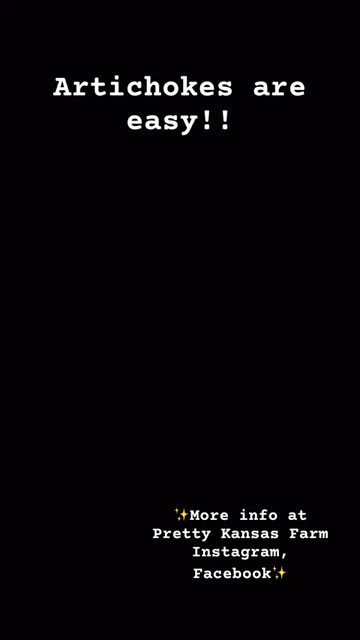 Artichokes are
easy!!
✨More info at
Pretty Kansas Farm
Instagram,
Facebook✨